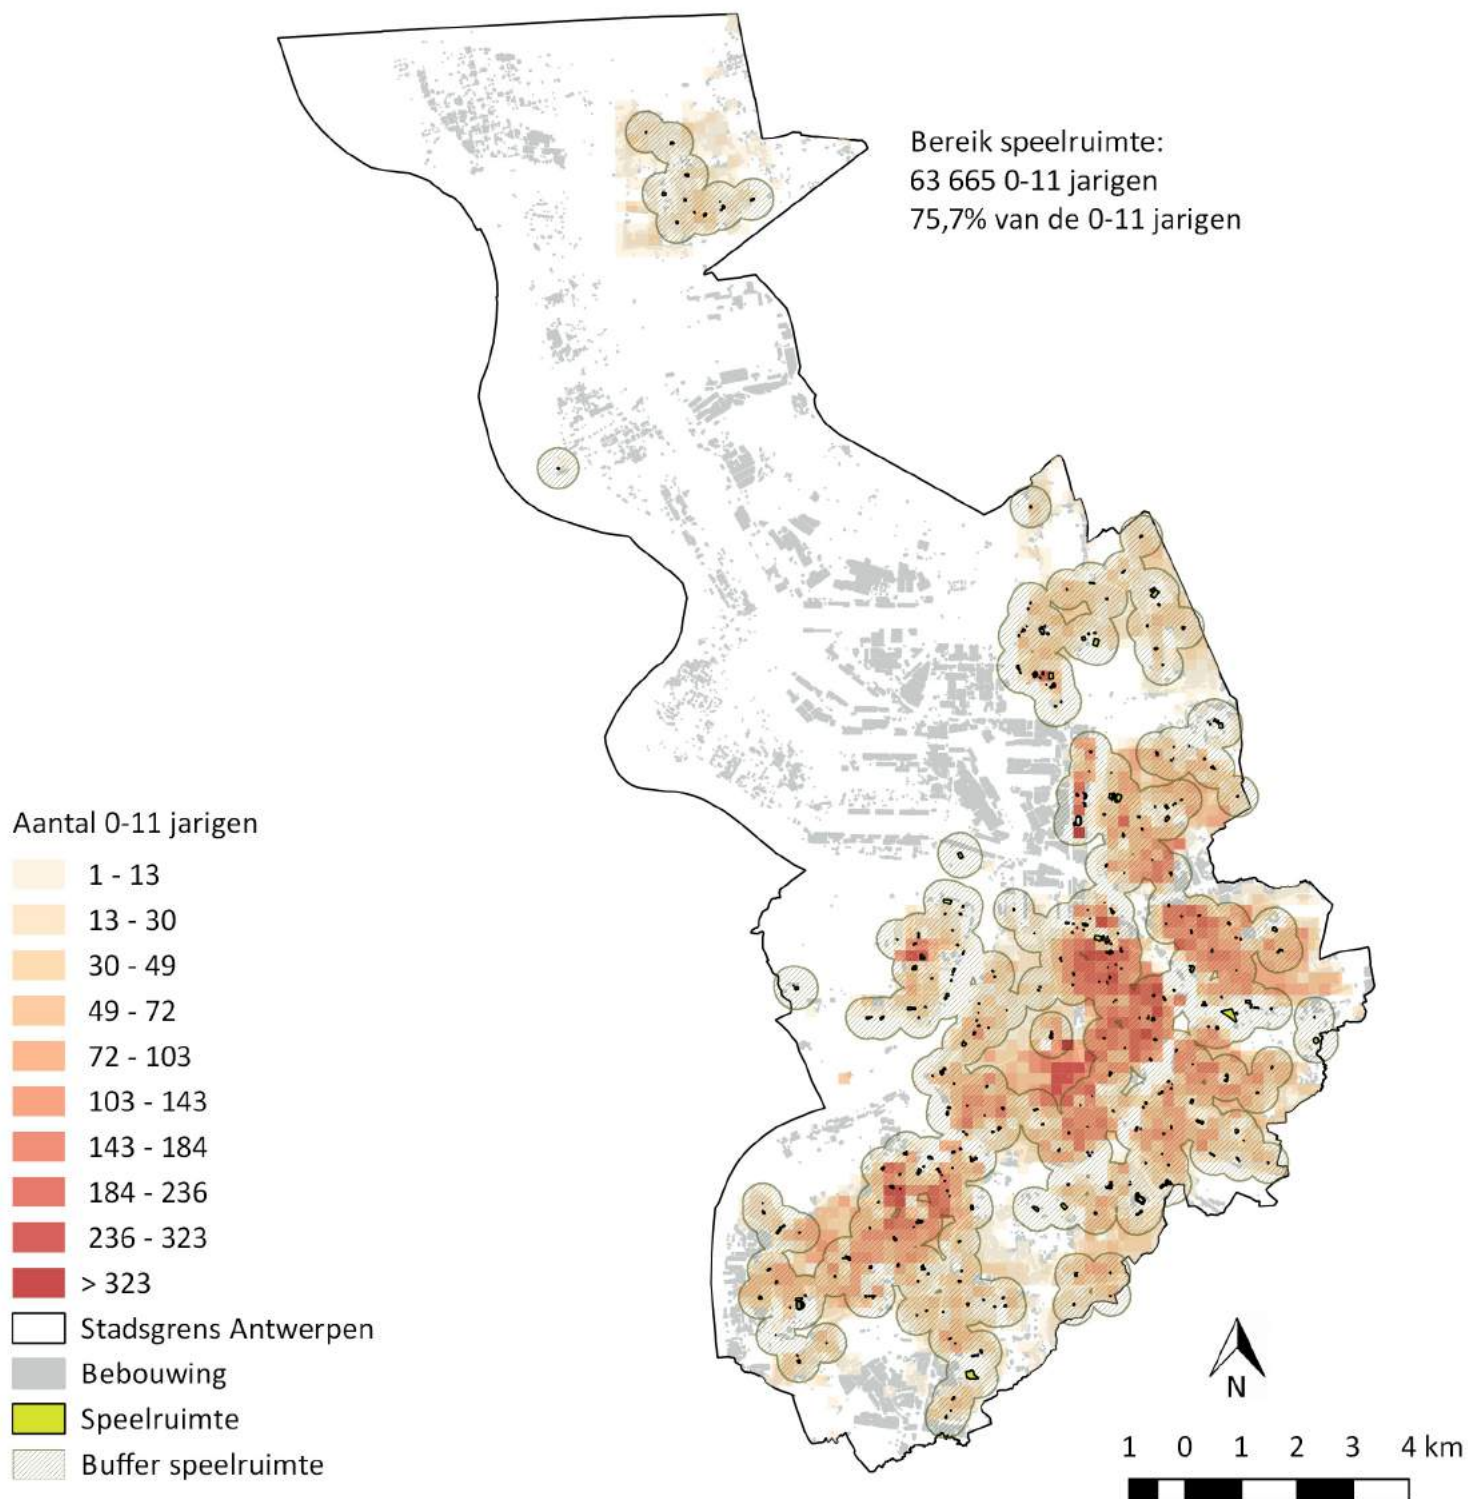 Bereik speelruimte:
63 665 0-11 jarigen
75,7% van de 0-11 jarigen
Aantal 0-11 jarigen
1 - 13
13 - 30
30 - 49
49 - 72
72 - 103
103 - 143
143 - 184
184 - 236
236 - 323
> 323
Stadsgrens Antwerpen
Bebouwing
Speelruimte
Buffer speelruimte
N
1 0 1 2 3 4 km